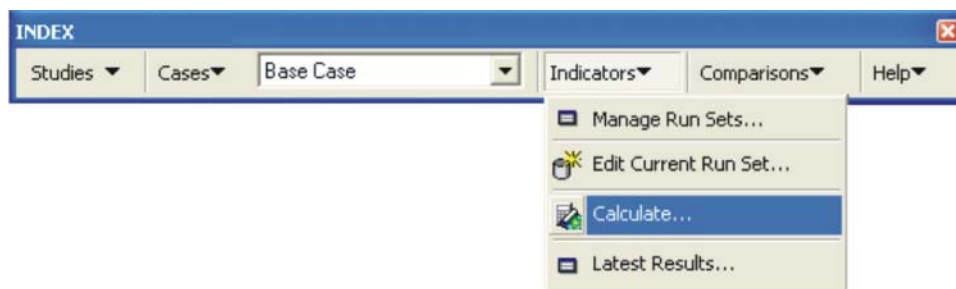 INDEX
Studies Cases Base Case Indicators Comparisons Help
Manage Run Sets...
Edit Current Run Set...
Calculate...
Latest Results...